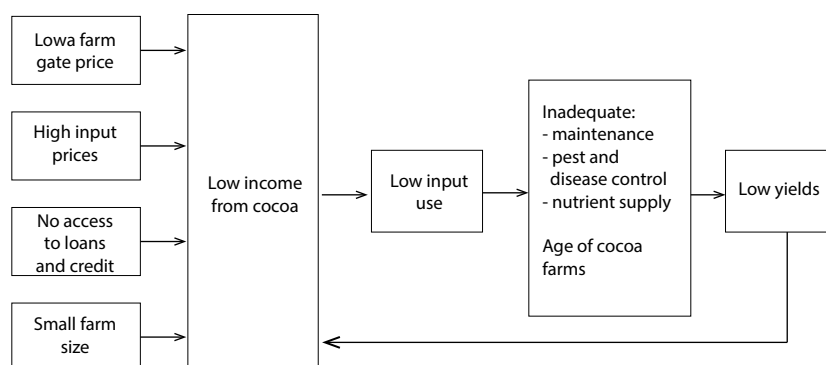 Lowa farm
gate price
High input
prices
No access
to loans
and credit
Small farm
size
Low income
from cocoa
Low input
use
Inadequate:
- maintenance
- pest and
disease control
- nutrient supply
Age of cocoa
farms
Low yields